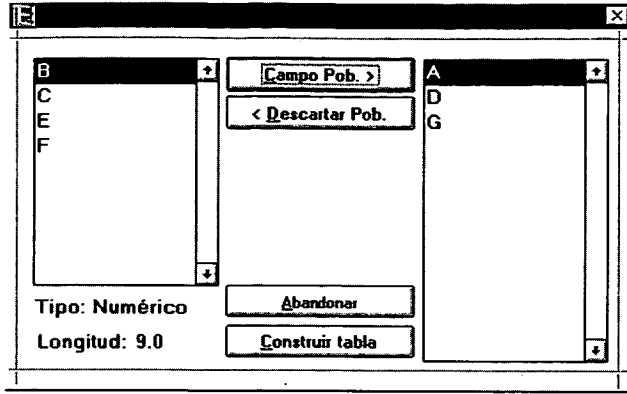 B
C
E
F
Campo Pob. >
< Descartar Pob.
A
D
G
Tipo: Numérico
Longitud: 9.0
Abandonar
Construir tabla